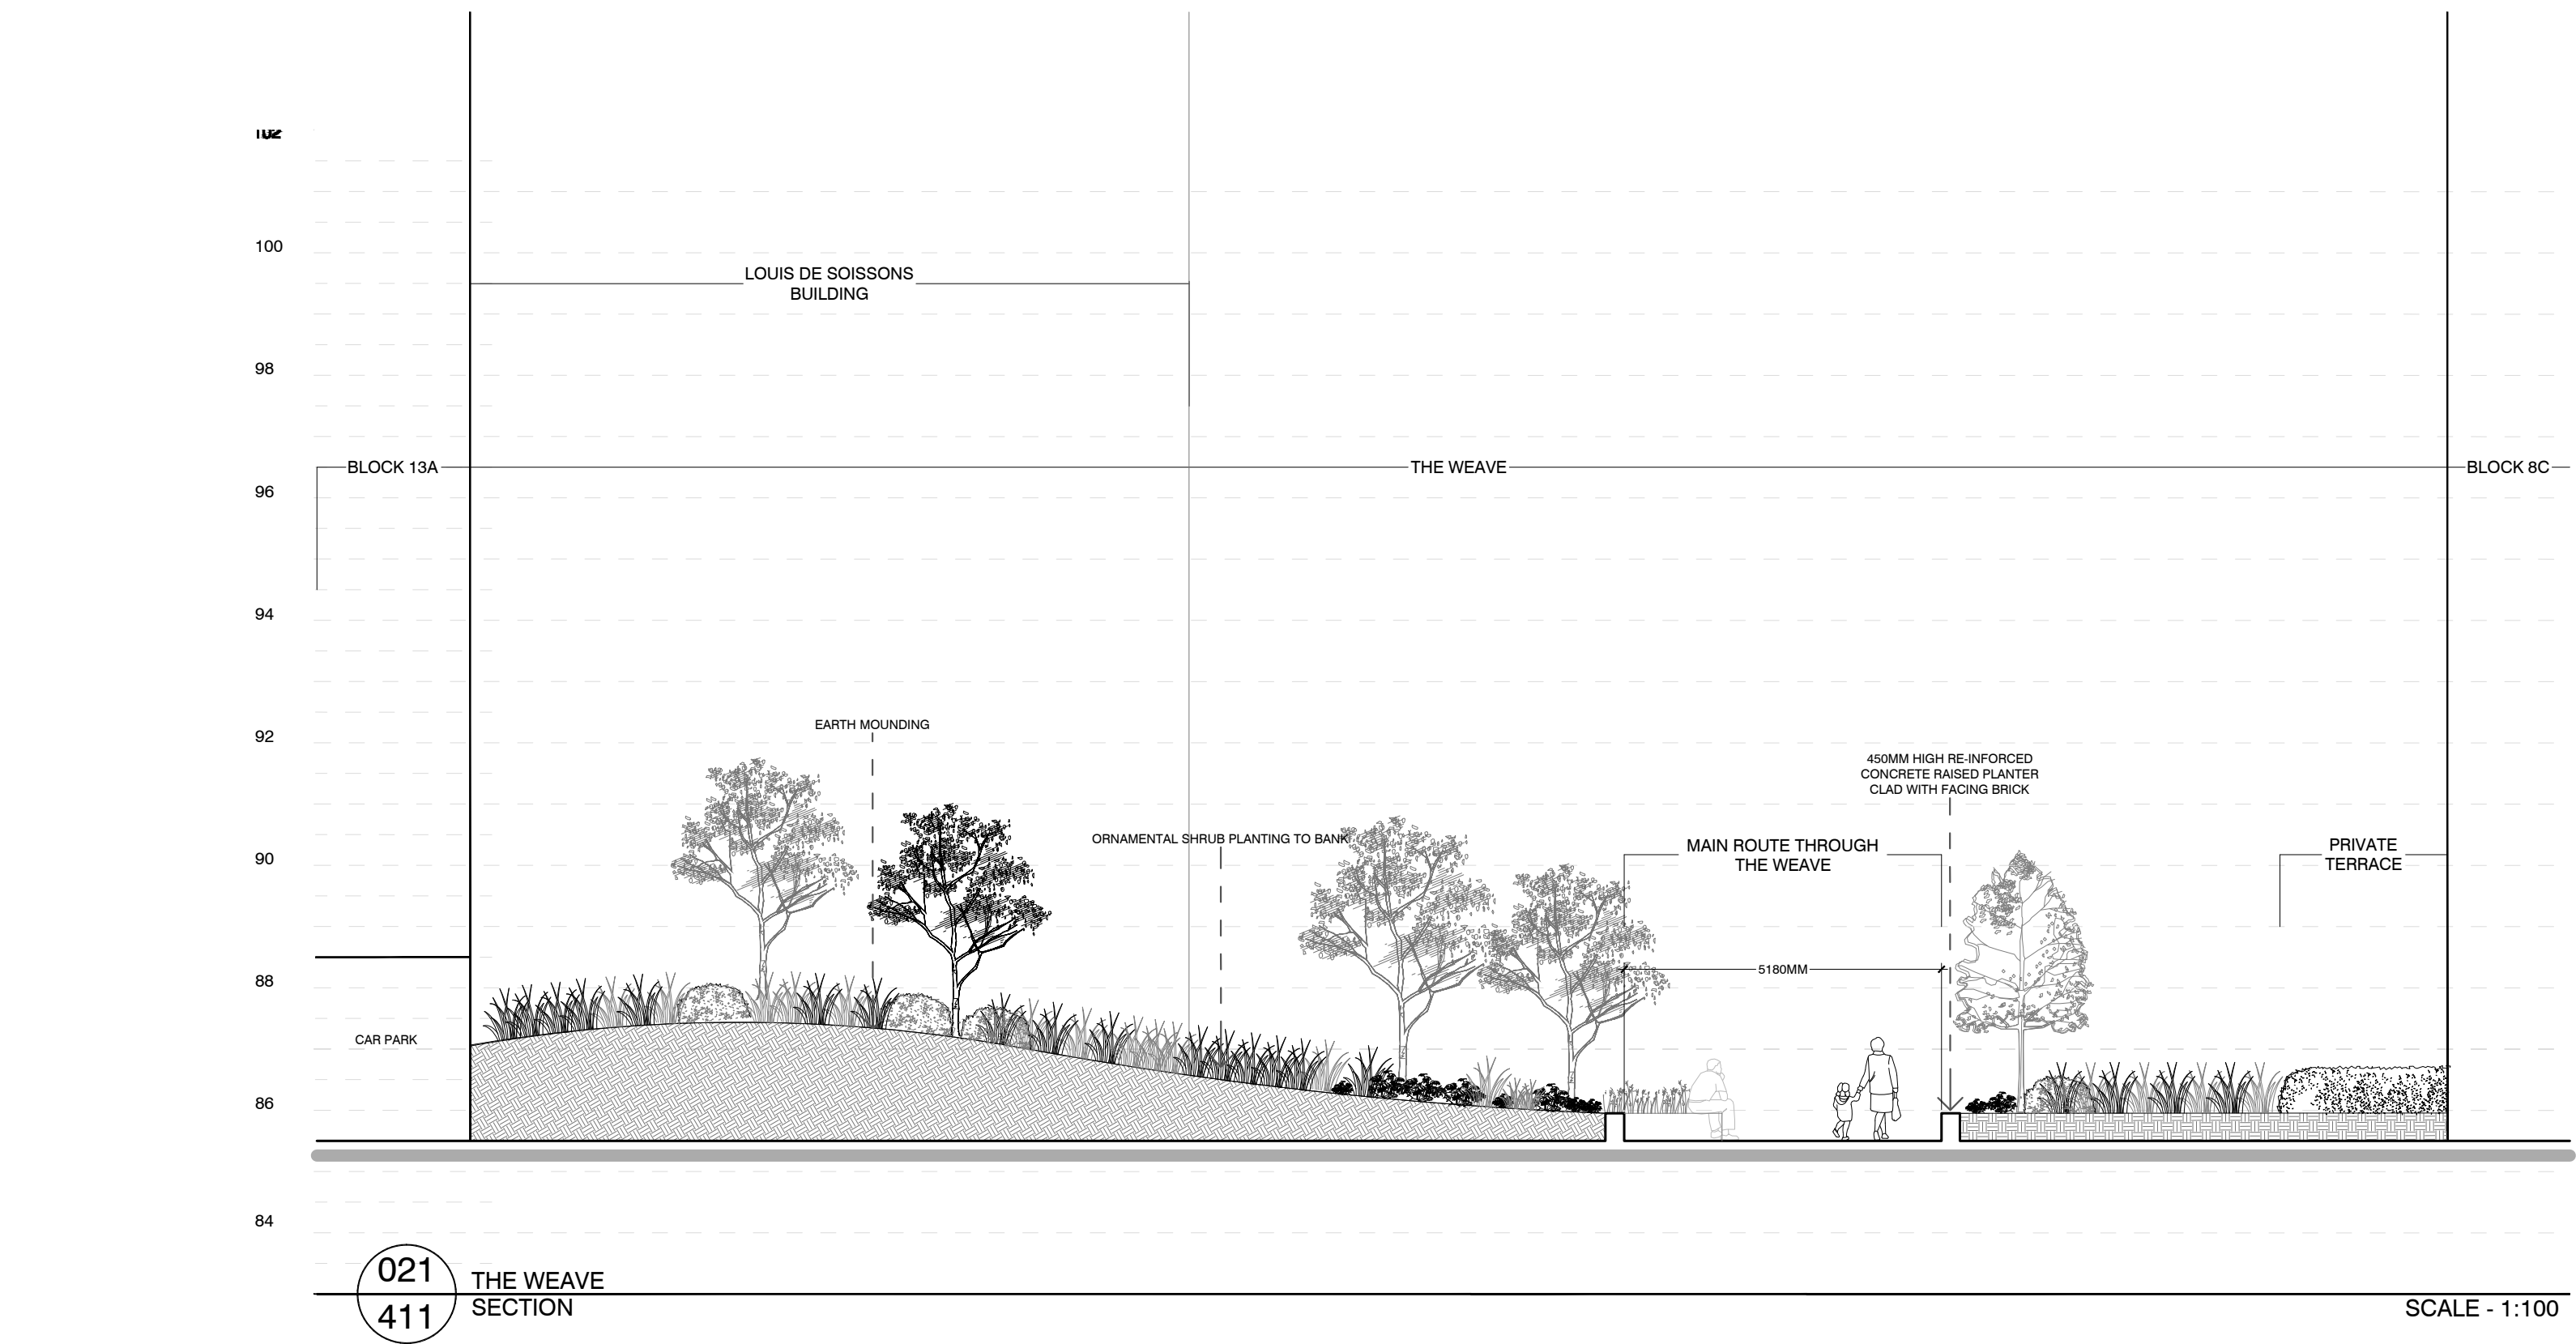 100
LOUIS DE SOISSONS
BUILDING
98
BLOCK 13A
THE WEAVE
BLOCK 8C
96
94
92
EARTH MOUNDING
450MM HIGH RE-INFORCED
CONCRETE RAISED PLANTER
CLAD WITH FACING BRICK
ORNAMENTAL SHRUB PLANTING TO BANK
MAIN ROUTE THROUGH
THE WEAVE
PRIVATE
TERRACE
90
5180MM
88
CAR PARK
86
84
021
411
THE WEAVE
SECTION
SCALE - 1:100